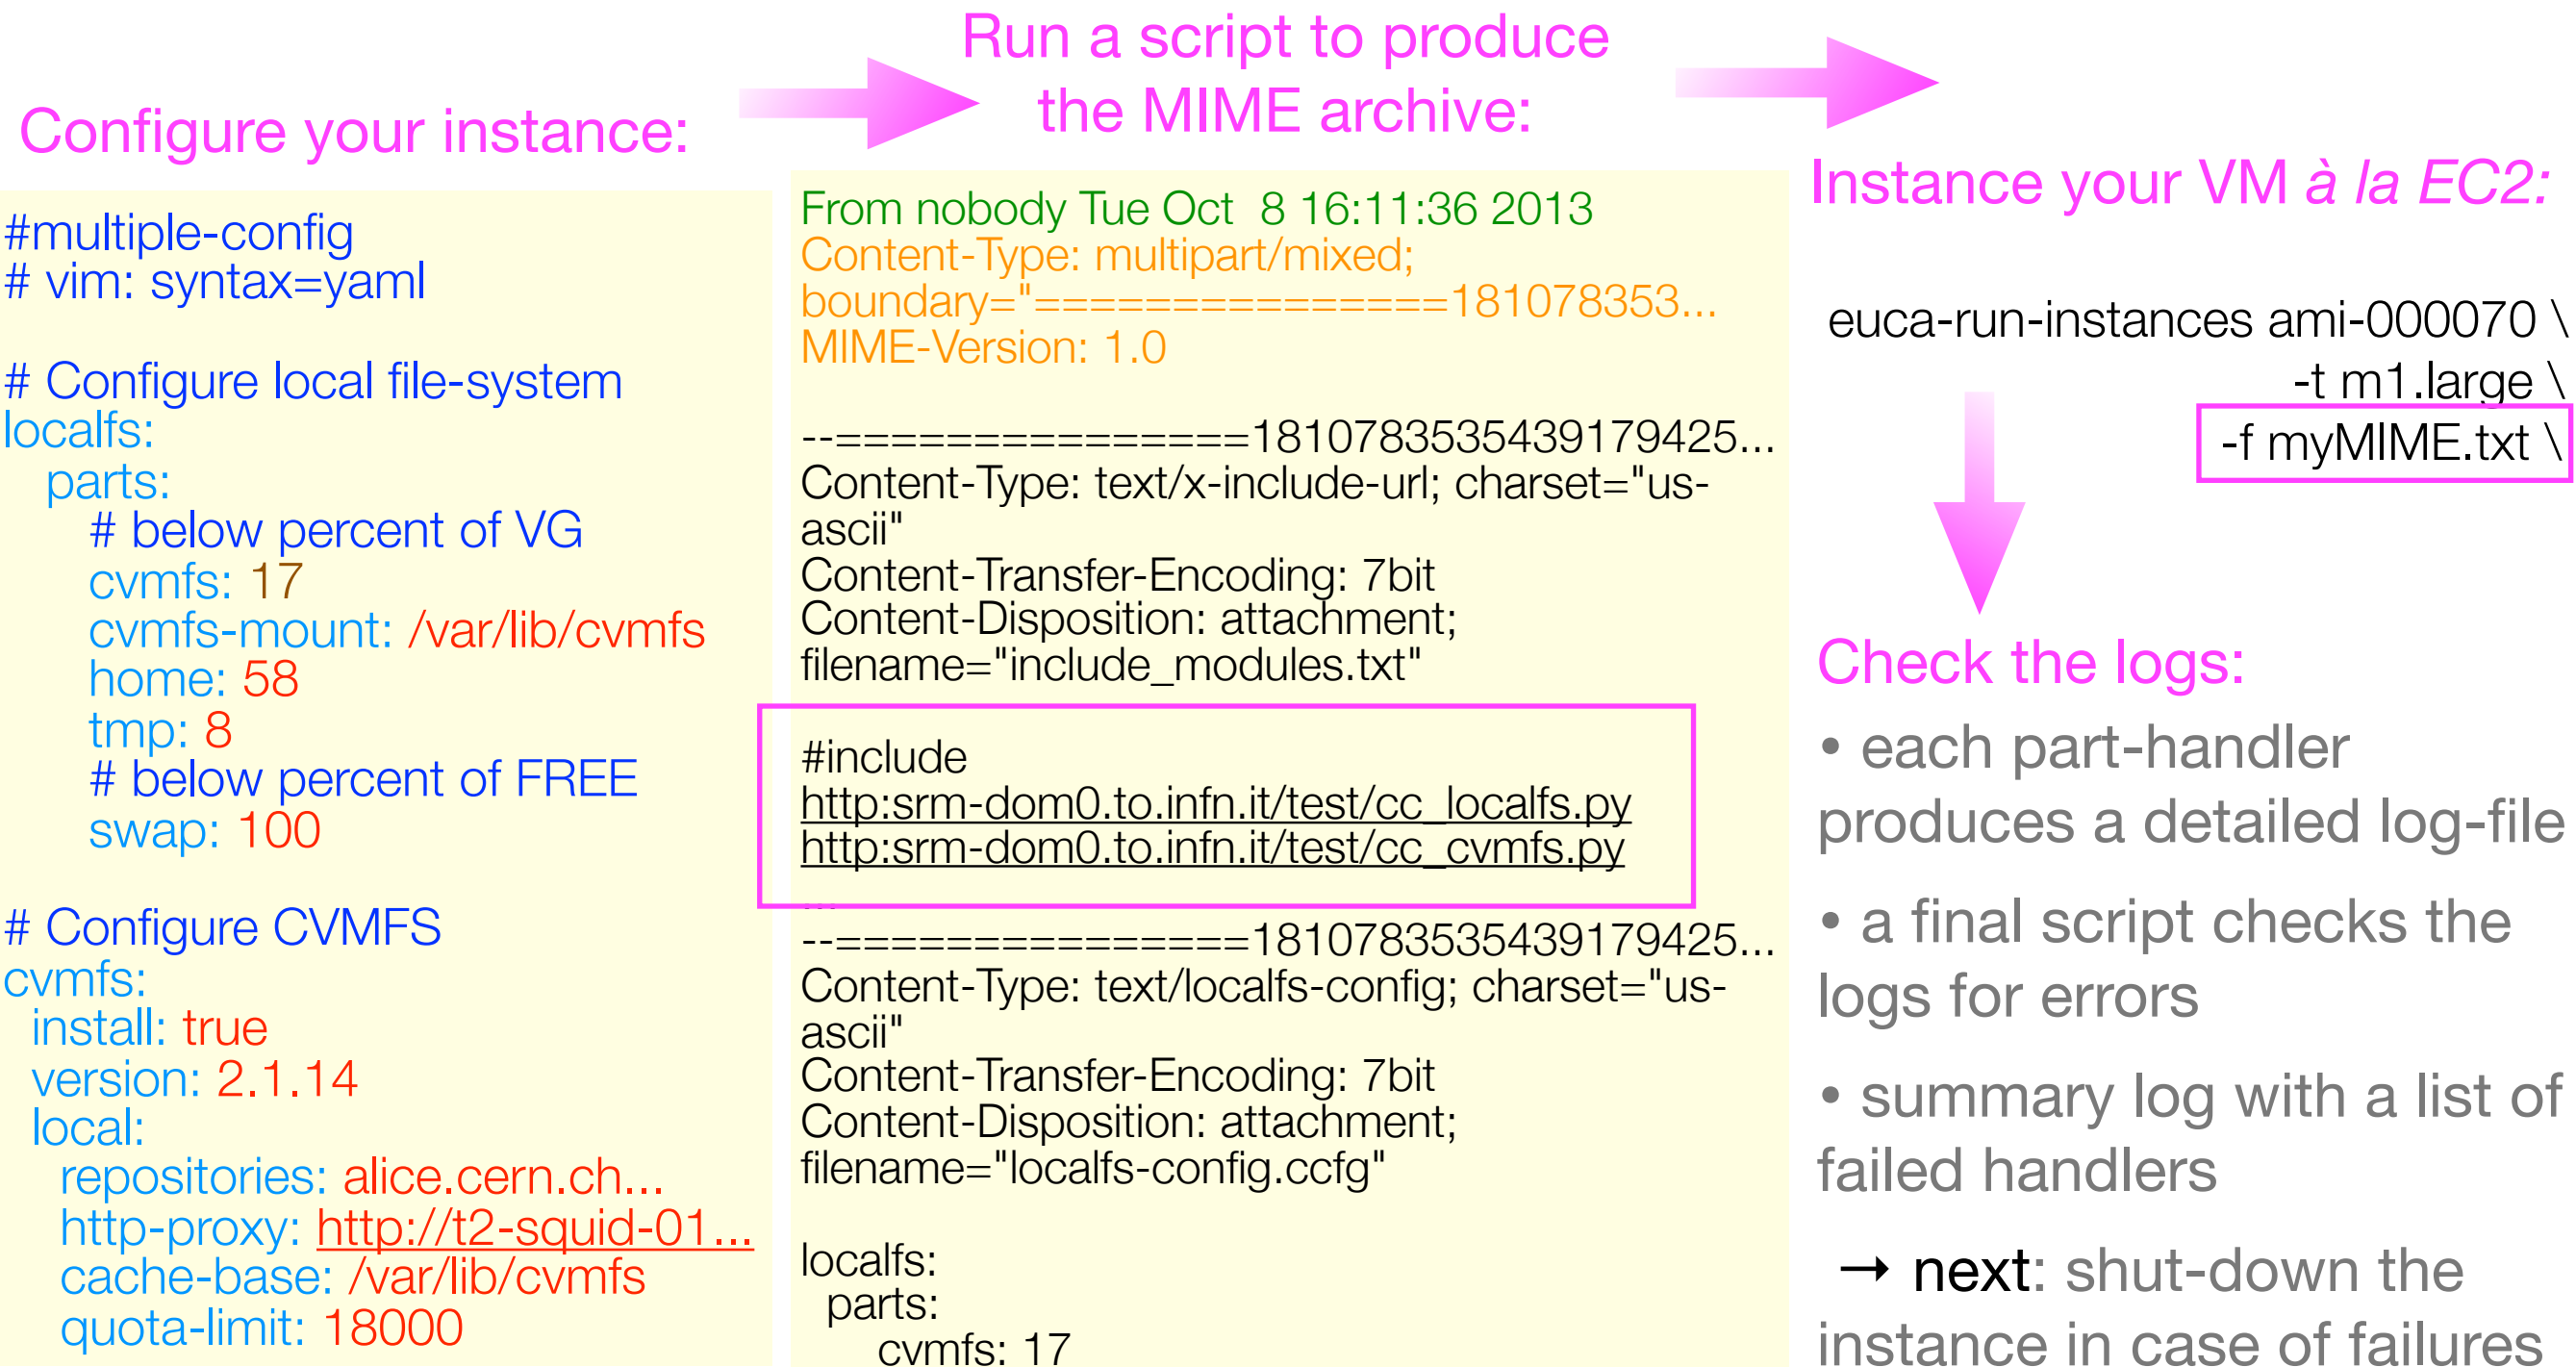 Configure your instance:
#multiple-config
# vim: syntax=yaml
# Configure local file-system
localfs:
parts:
# below percent of VG
cvmfs: 17
cvmfs-mount: /var/lib/cvmfs
home: 58
tmp: 8
# below percent of FREE
swap: 100
# Configure CVMFS
cvmfs:
install: true
version: 2.1.14
local:
repositories: alice.cern.ch...
http-proxy: http://t2-squid-01...
cache-base: /var/lib/cvmfs
quota-limit: 18000
Run a script to produce
the MIME archive:
From nobody Tue Oct  8 16:11:36 2013
Content-Type: multipart/mixed;
boundary="===============181078353...
MIME-Version: 1.0
--===============1810783535439179425...
Content-Type: text/x-include-url; charset="us-
ascii"
Content-Transfer-Encoding: 7bit
Content-Disposition: attachment;
filename="include_modules.txt"
#include
http:srm-dom0.to.infn.it/test/cc_localfs.py
http:srm-dom0.to.infn.it/test/cc_cvmfs.py
...
--===============1810783535439179425...
Content-Type: text/localfs-config; charset="us-
ascii"
Content-Transfer-Encoding: 7bit
Content-Disposition: attachment;
filename="localfs-config.ccfg"
localfs:
parts:
cvmfs: 17
Instance your VM à la EC2:
euca-run-instances ami-000070 \
-t m1.large \
-f myMIME.txt \
Check the logs:
• each part-handler
produces a detailed log-file
• a final script checks the
logs for errors
• summary log with a list of
failed handlers
→ next: shut-down the
instance in case of failures